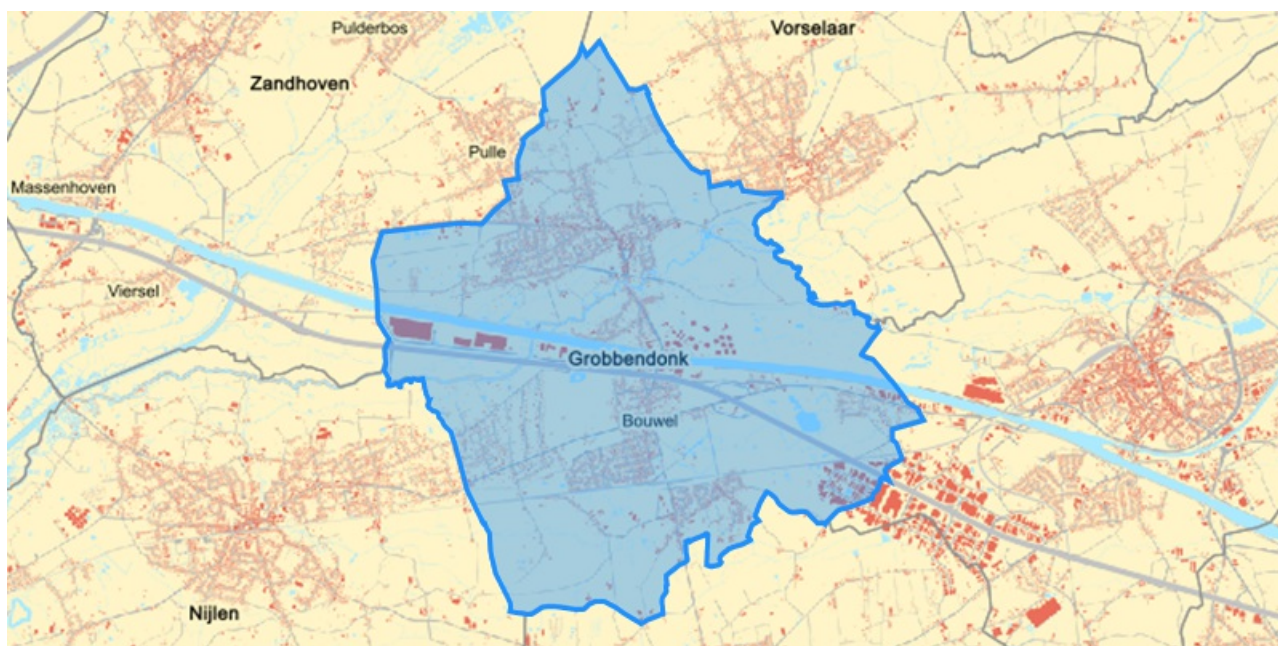 Pulderbos
Vorselaar
Zandhoven
Pulle
Massenhoven
Viersel
Grobbendonk
Bouwel
Nijlen